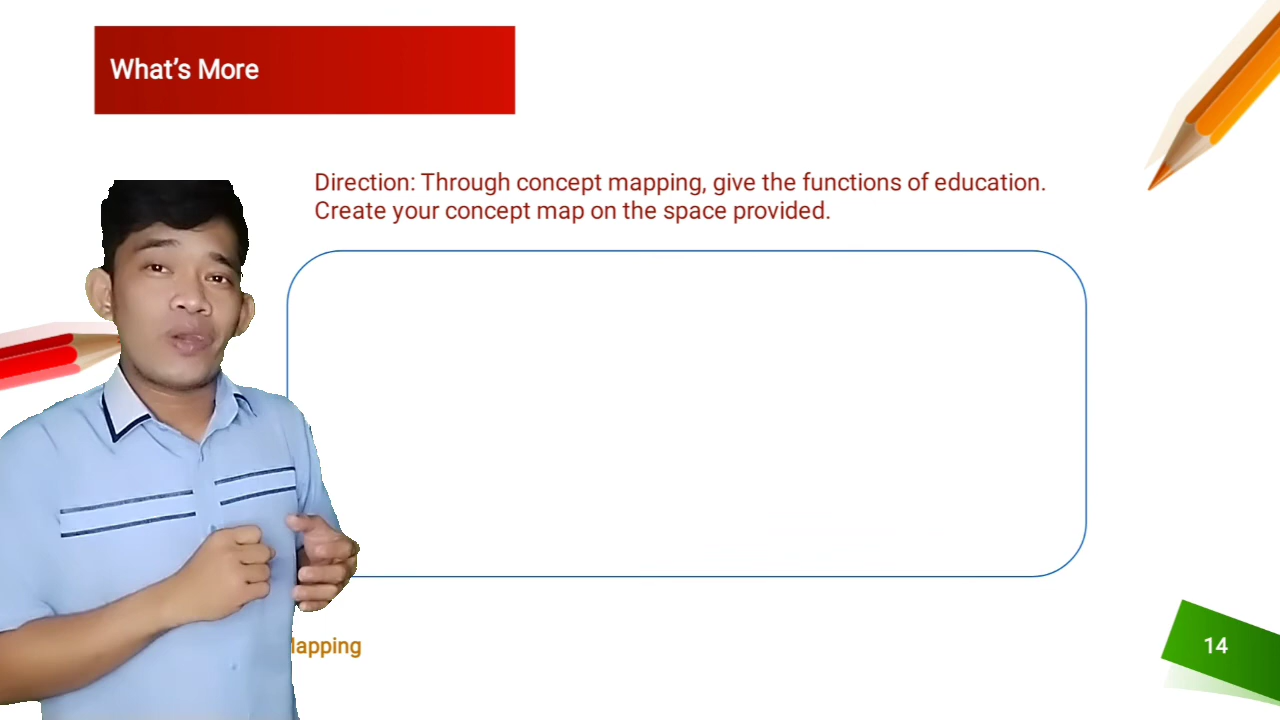 What's More
Direction: Through concept mapping, give the functions of education.
Create your concept map on the space provided.
14